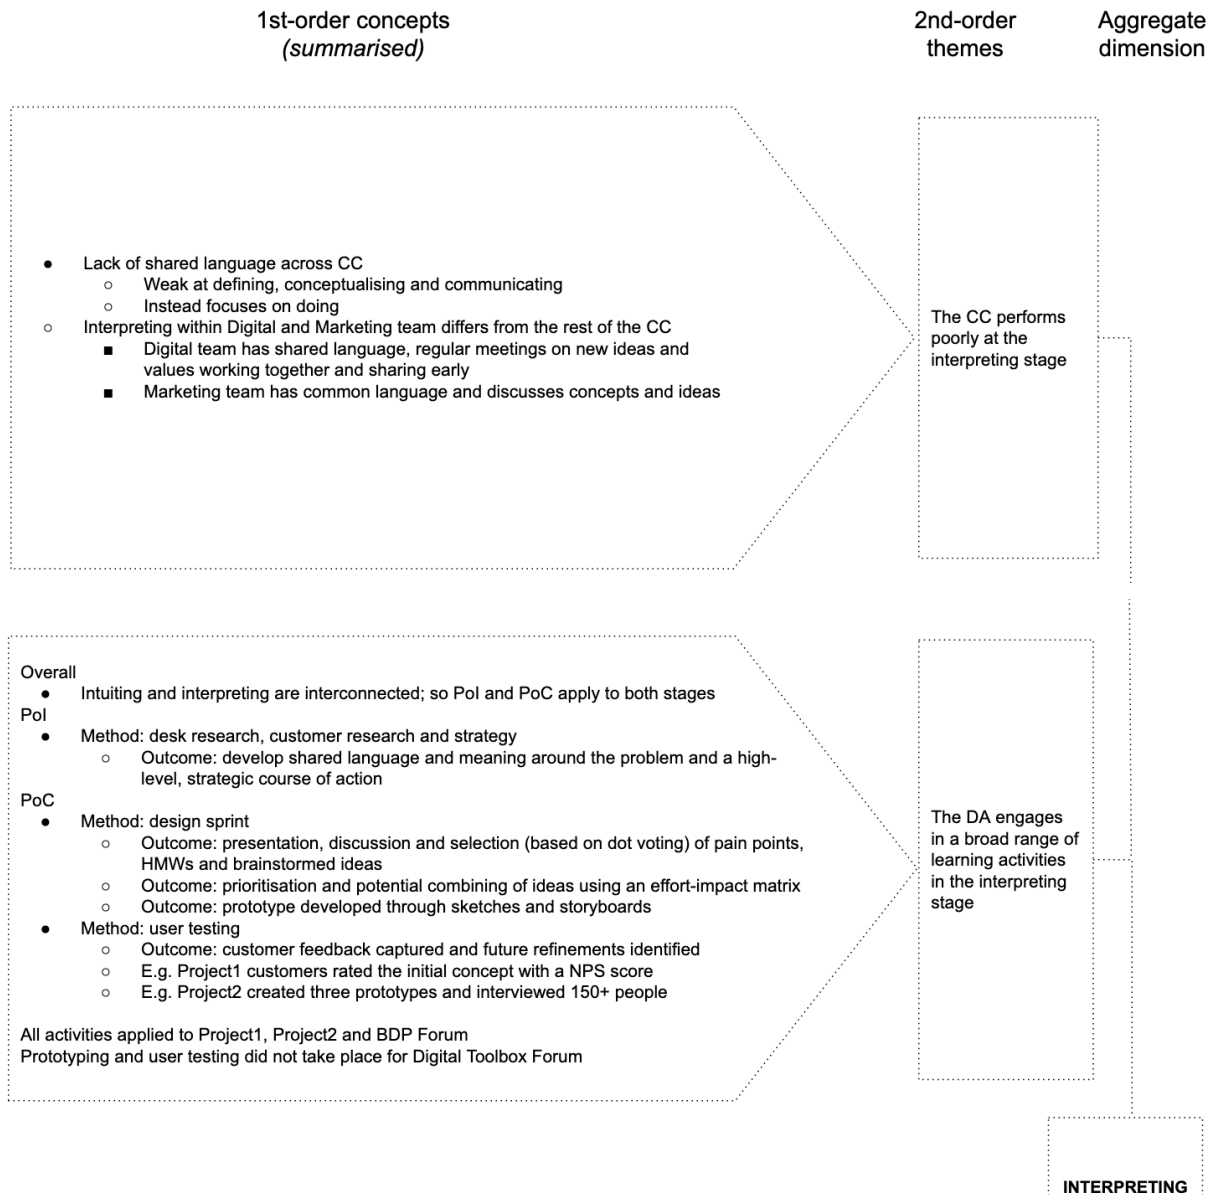 1st-order concepts
(summarised)
2nd-order
themes
Aggregate
dimension
● Lack of shared language across CC
○ Weak at defining, conceptualising and communicating
○ Instead focuses on doing
○ Interpreting within Digital and Marketing team differs from the rest of the CC
■ Digital team has shared language, regular meetings on new ideas and
values working together and sharing early
■ Marketing team has common language and discusses concepts and ideas
The CC performs
poorly at the
interpreting stage
Overall
● Intuiting and interpreting are interconnected; so PoI and PoC apply to both stages
PoI
● Method: desk research, customer research and strategy
○ Outcome: develop shared language and meaning around the problem and a high-
level, strategic course of action
PoC
● Method: design sprint
○ Outcome: presentation, discussion and selection (based on dot voting) of pain points,
HMWs and brainstormed ideas
○ Outcome: prioritisation and potential combining of ideas using an effort-impact matrix
○ Outcome: prototype developed through sketches and storyboards
● Method: user testing
○ Outcome: customer feedback captured and future refinements identified
○ E.g. Project1 customers rated the initial concept with a NPS score
○ E.g. Project2 created three prototypes and interviewed 150+ people
All activities applied to Project1, Project2 and BDP Forum
Prototyping and user testing did not take place for Digital Toolbox Forum
The DA engages
in a broad range of
learning activities
in the interpreting
stage
INTERPRETING